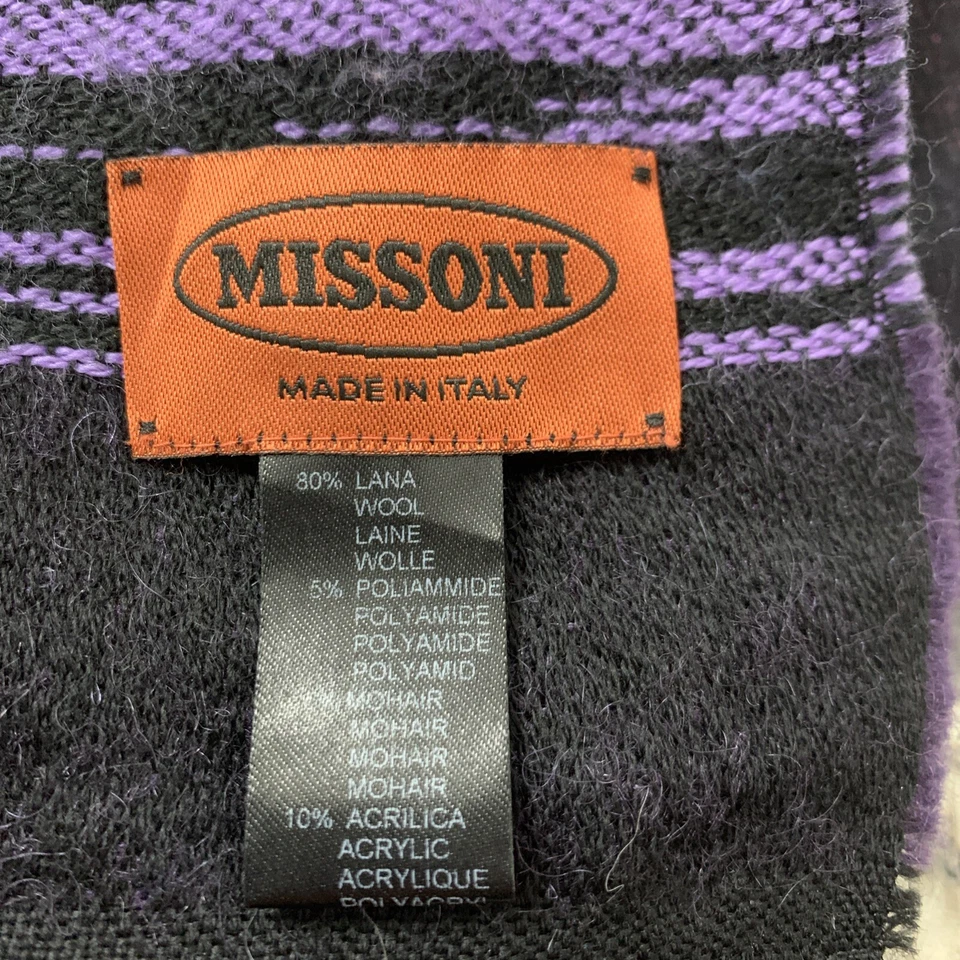 MISSONI
MADE IN ITALY
80% LANA
WOOL
LAINE
WOLLE
5% POLIAMMIDE
POLYAMIDE
POLYAMIDE
POLYAMID
% MOHAIR
MOHAIR
MOHAIR
MOHAIR
10% ACRILICA
ACRYLIC
ACRYLIQUE